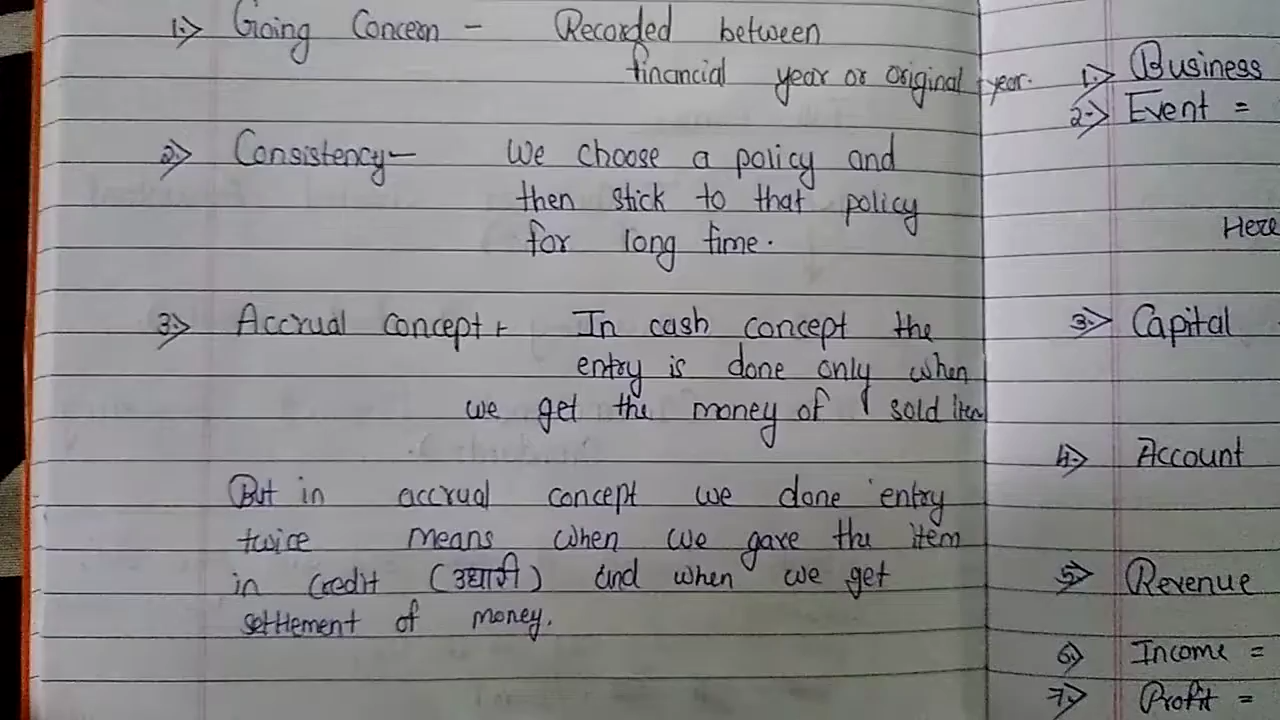 1.> Going Concern - Recorded between
financial year or original year.
2.> Consistency - We choose a policy and
then stick to that policy
for long time.
3.> Accrual concept - In cash concept the
entry is done only when
we get the money of sold item
But in accrual concept we done entry
twice means when we gave the item
in credit (उधारी) and when we get
settlement of money.
1.> Business
2.> Event =
Here
3.> Capital
4.> Account
5.> Revenue
6.> Income =
7.> Profit =